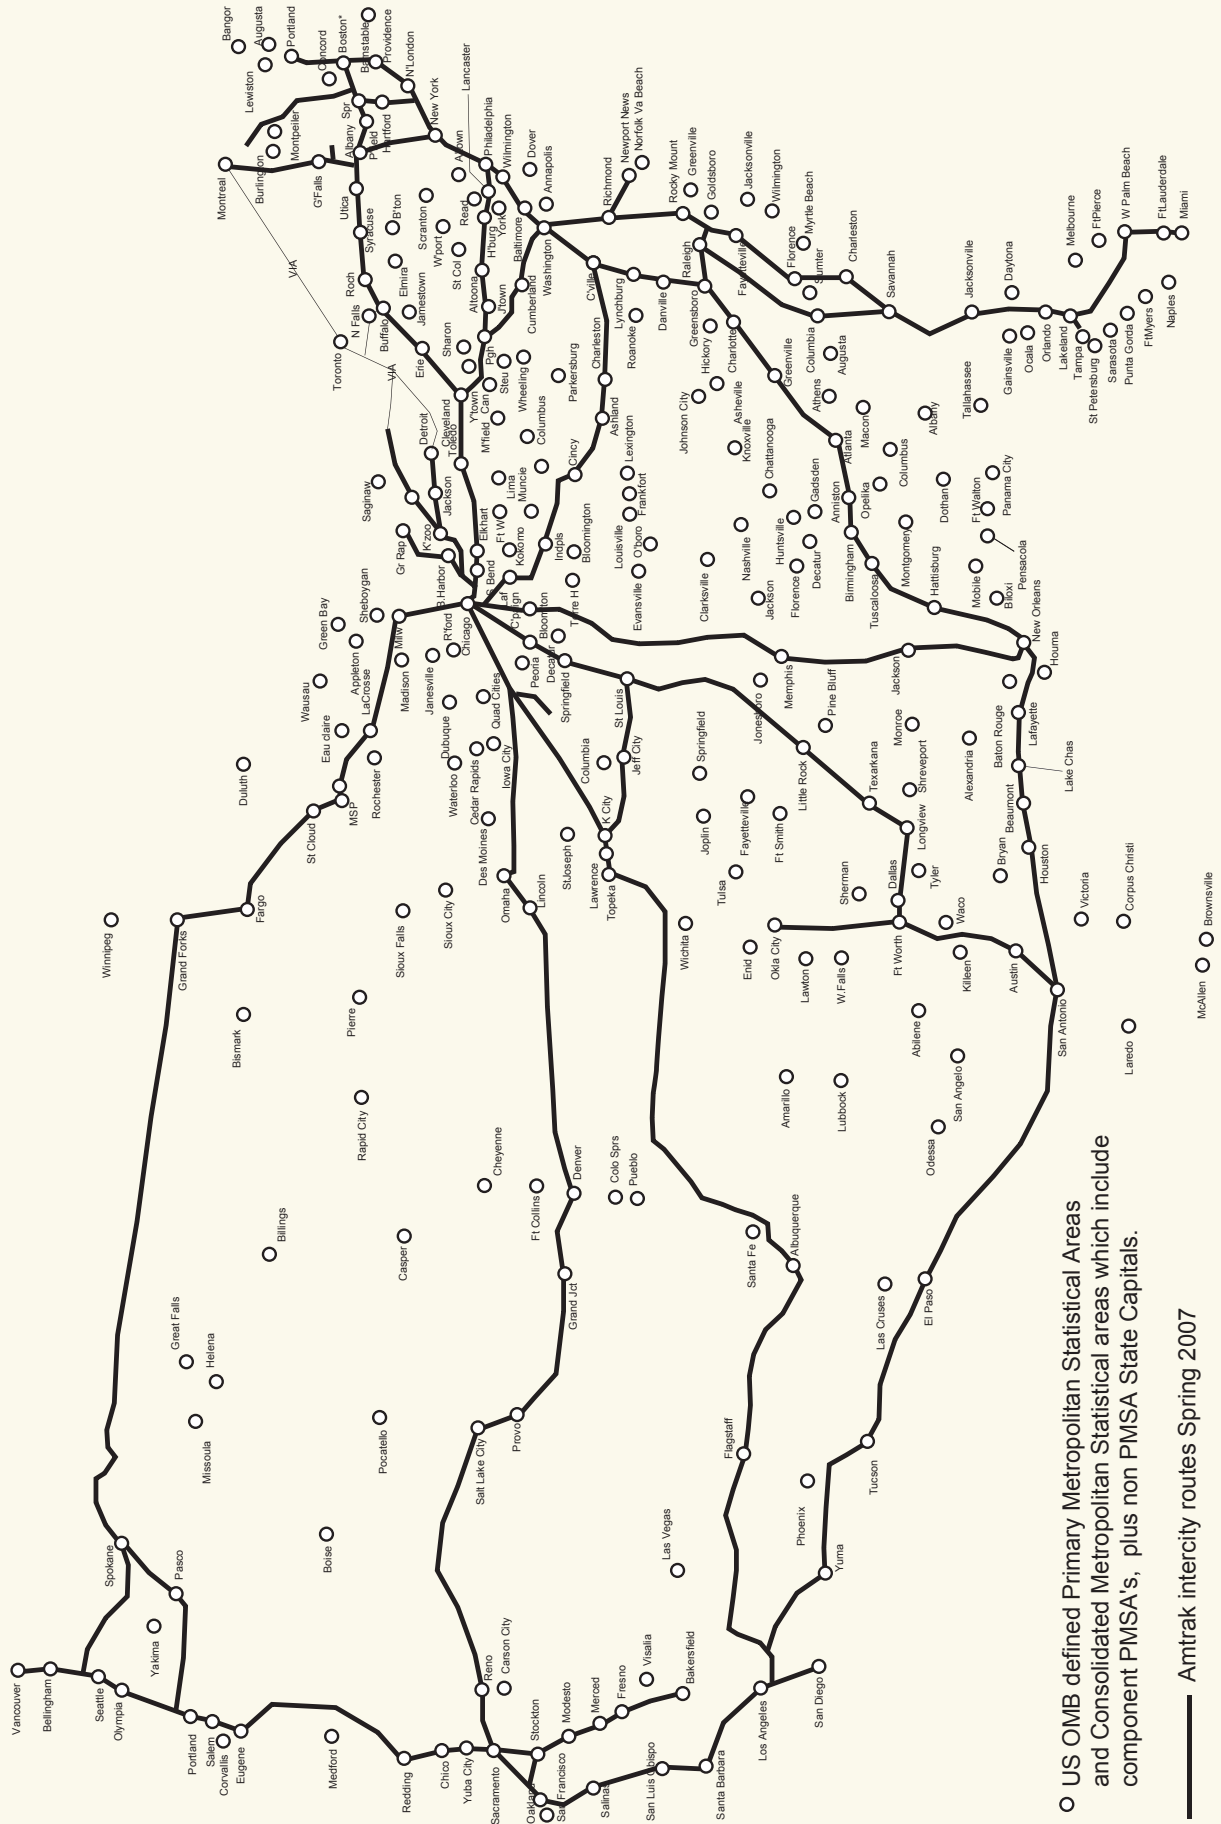 Vancouver
Bellingham
Seattle
Olympia
Portland
Salem
Corvallis
Eugene
Medford
Redding
Chico
Yuba City
Sacramento
Oakland
San Francisco
Stockton
Modesto
Merced
Fresno
Visalia
Bakersfield
Salinas
San Luis Obispo
Santa Barbara
Los Angeles
San Diego
Spokane
Pasco
Yakima
Boise
Reno
Carson City
Las Vegas
Yuma
Phoenix
Tucson
Flagstaff
Missoula
Helena
Great Falls
Pocatello
Salt Lake City
Provo
Grand Jct
Billings
Casper
Cheyenne
Ft Collins
Denver
Colo Sprs
Pueblo
Santa Fe
Albuquerque
Las Cruses
El Paso
Rapid City
Pierre
Bismark
Winnipeg
Grand Forks
Fargo
Sioux Falls
Sioux City
Omaha
Lincoln
Des Moines
StJoseph
Lawrence
Topeka
K City
Wichita
Enid
Okla City
Lawton
W.Falls
Amarillo
Lubbock
Odessa
San Angelo
Abilene
Ft Worth
Dallas
Sherman
Tyler
Waco
Killeen
Austin
San Antonio
Laredo
McAllen
Brownsville
Corpus Christi
Victoria
Houston
Bryan
Beaumont
Lake Chas
Lafayette
Baton Rouge
Houma
New Orleans
Alexandria
Monroe
Shreveport
Longview
Texarkana
Little Rock
Pine Bluff
Ft Smith
Fayetteville
Tulsa
Joplin
Springfield
Jonesboro
Memphis
Jackson
Columbia
Jeff City
St Louis
Duluth
St Cloud
MSP
Rochester
Eau claire
Wausau
LaCrosse
Appleton
Green Bay
Sheboygan
Milw
Madison
Janesville
R'ford
Chicago
Dubuque
Waterloo
Cedar Rapids
Iowa City
Quad Cities
Peoria
Springfield
Decatur
Bloomton
C'paign
Terre H
Laf
S Bend
Elkhart
B.Harbor
K'zoo
Gr Rap
Jackson
Saginaw
Detroit
Toledo
Cleveland
Ft W
Kokomo
Lima
Muncie
Indpls
Bloomington
Evansville
O'boro
Louisville
Frankfort
Lexington
Cincy
Columbus
M'field
Can
Y'town
Sharon
Steu
Wheeling
Parkersburg
Ashland
Charleston
Pgh
J'town
Altoona
Cumberland
Erie
Jamestown
Buffalo
N Falls
Toronto
VIA
VIA
Roch
Syracuse
Utica
Elmira
B'ton
Scranton
W'port
St Col
H'burg
York
Read
Lancaster
A'town
Philadelphia
Wilmington
Dover
Annapolis
Baltimore
Washington
Montreal
G'Falls
Burlington
Montpeiler
Albany
P'field
Spr
Hartford
New York
N'London
Providence
Barnstable
Boston*
Concord
Portland
Lewiston
Augusta
Bangor
Richmond
Newport News
Norfolk Va Beach
C'ville
Lynchburg
Roanoke
Danville
Greensboro
Raleigh
Rocky Mount
Greenville
Goldsboro
Jacksonville
Wilmington
Fayetteville
Florence
Myrtle Beach
Sumter
Charleston
Savannah
Columbia
Augusta
Greenville
Charlotte
Hickory
Asheville
Johnson City
Knoxville
Chattanooga
Athens
Atlanta
Macon
Columbus
Albany
Opelika
Anniston
Gadsden
Huntsville
Decatur
Florence
Birmingham
Tuscaloosa
Montgomery
Dothan
Nashville
Clarksville
Jackson
Hattisburg
Mobile
Biloxi
Pensacola
Ft Walton
Panama City
Tallahassee
Jacksonville
Daytona
Gainsville
Ocala
Orlando
Lakeland
Tampa
St Petersburg
Sarasota
Punta Gorda
FtMyers
Naples
Melbourne
FtPierce
W Palm Beach
FtLauderdale
Miami
US OMB defined Primary Metropolitan Statistical Areas
and Consolidated Metropolitan Statistical areas which include
component PMSA's, plus non PMSA State Capitals.
Amtrak intercity routes Spring 2007